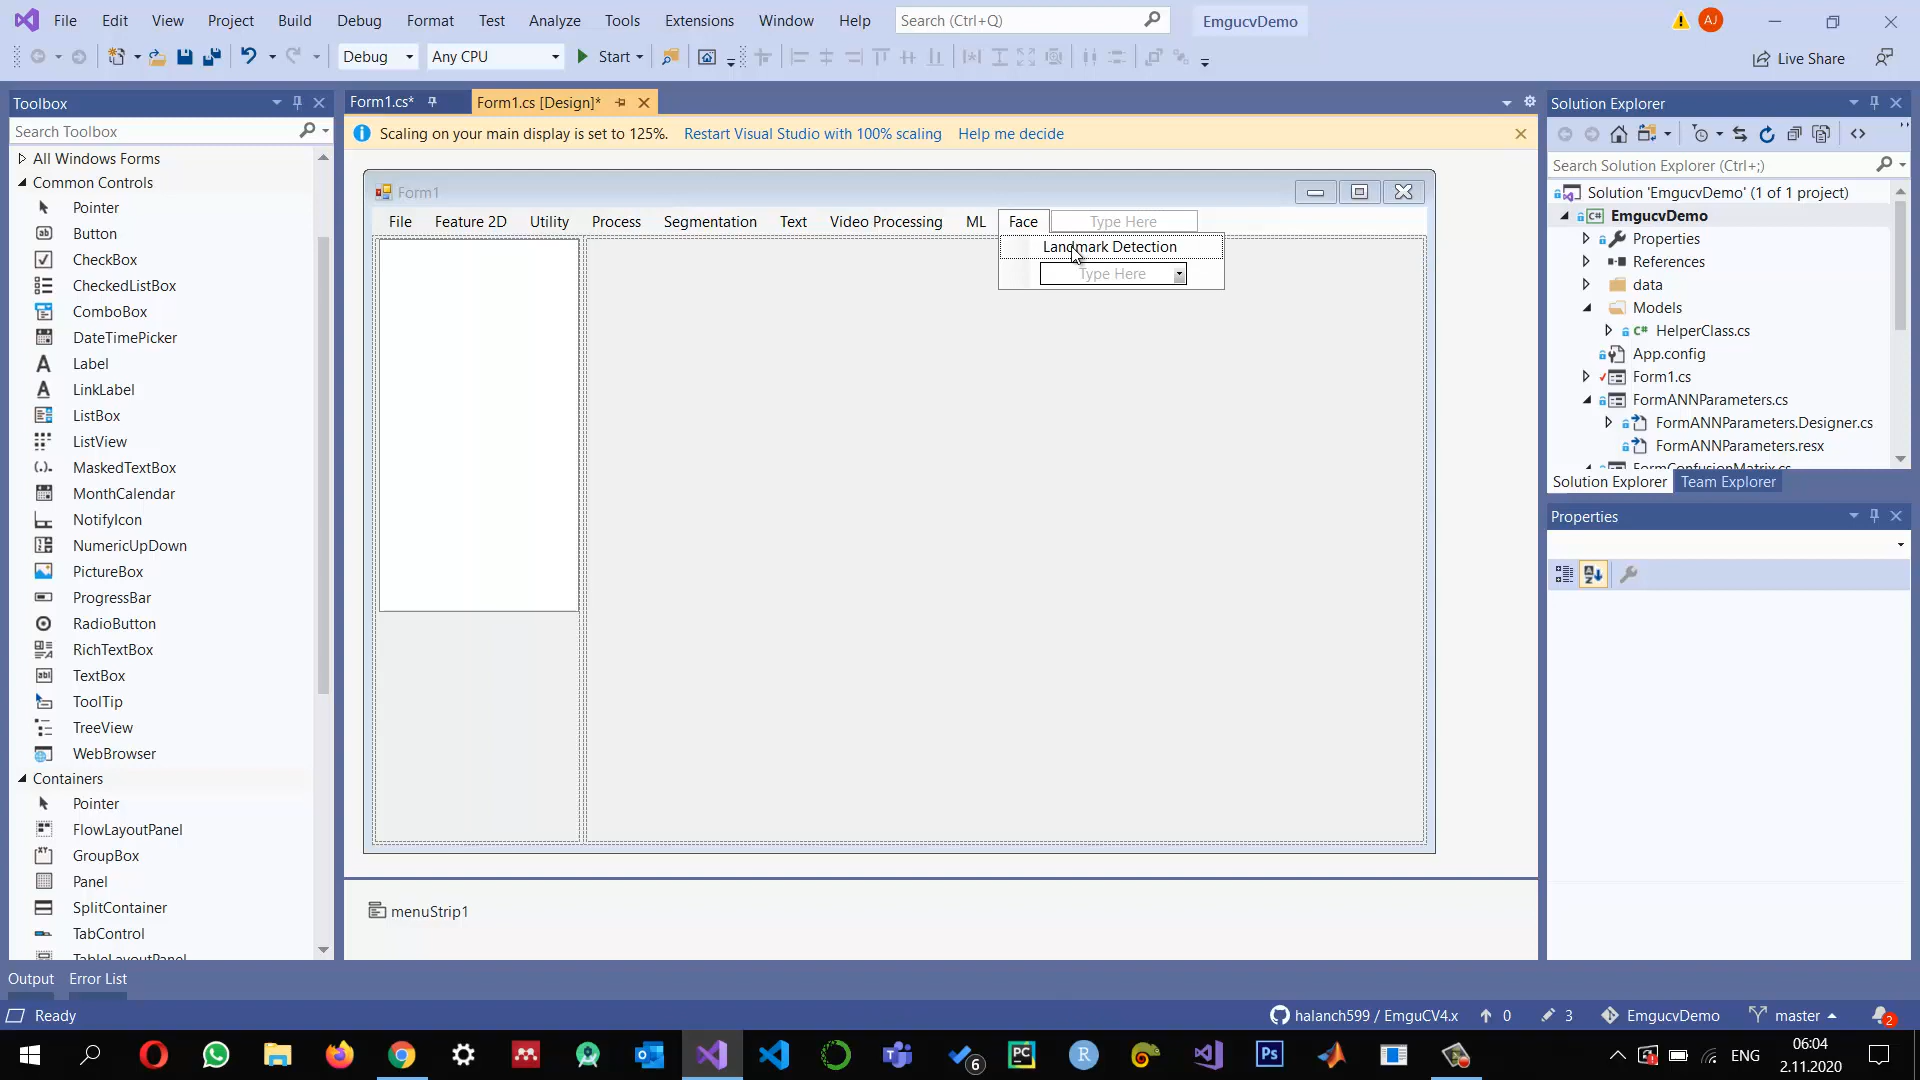 File Edit View Project Build Debug Format Test Analyze Tools Extensions Window Help Search (Ctrl+Q) EmgucvDemo AJ
Debug Any CPU Start Live Share
Toolbox
Search Toolbox
All Windows Forms
Common Controls
Pointer
Button
CheckBox
CheckedListBox
ComboBox
DateTimePicker
Label
LinkLabel
ListBox
ListView
MaskedTextBox
MonthCalendar
NotifyIcon
NumericUpDown
PictureBox
ProgressBar
RadioButton
RichTextBox
TextBox
ToolTip
TreeView
WebBrowser
Containers
Pointer
FlowLayoutPanel
GroupBox
Panel
SplitContainer
TabControl
TableLayoutPanel
Form1.cs* Form1.cs [Design]*
Scaling on your main display is set to 125%. Restart Visual Studio with 100% scaling Help me decide
Form1
File Feature 2D Utility Process Segmentation Text Video Processing ML Face Type Here
Landmark Detection
Type Here
menuStrip1
Solution Explorer
Search Solution Explorer (Ctrl+;)
Solution 'EmgucvDemo' (1 of 1 project)
EmgucvDemo
Properties
References
data
Models
HelperClass.cs
App.config
Form1.cs
FormANNParameters.cs
FormANNParameters.Designer.cs
FormANNParameters.resx
FormConfusionMatrix.cs
Solution Explorer Team Explorer
Properties
Output Error List
Ready halanch599 / EmguCV4.x 0 3 EmgucvDemo master 2
6 ENG 06:04
2.11.2020